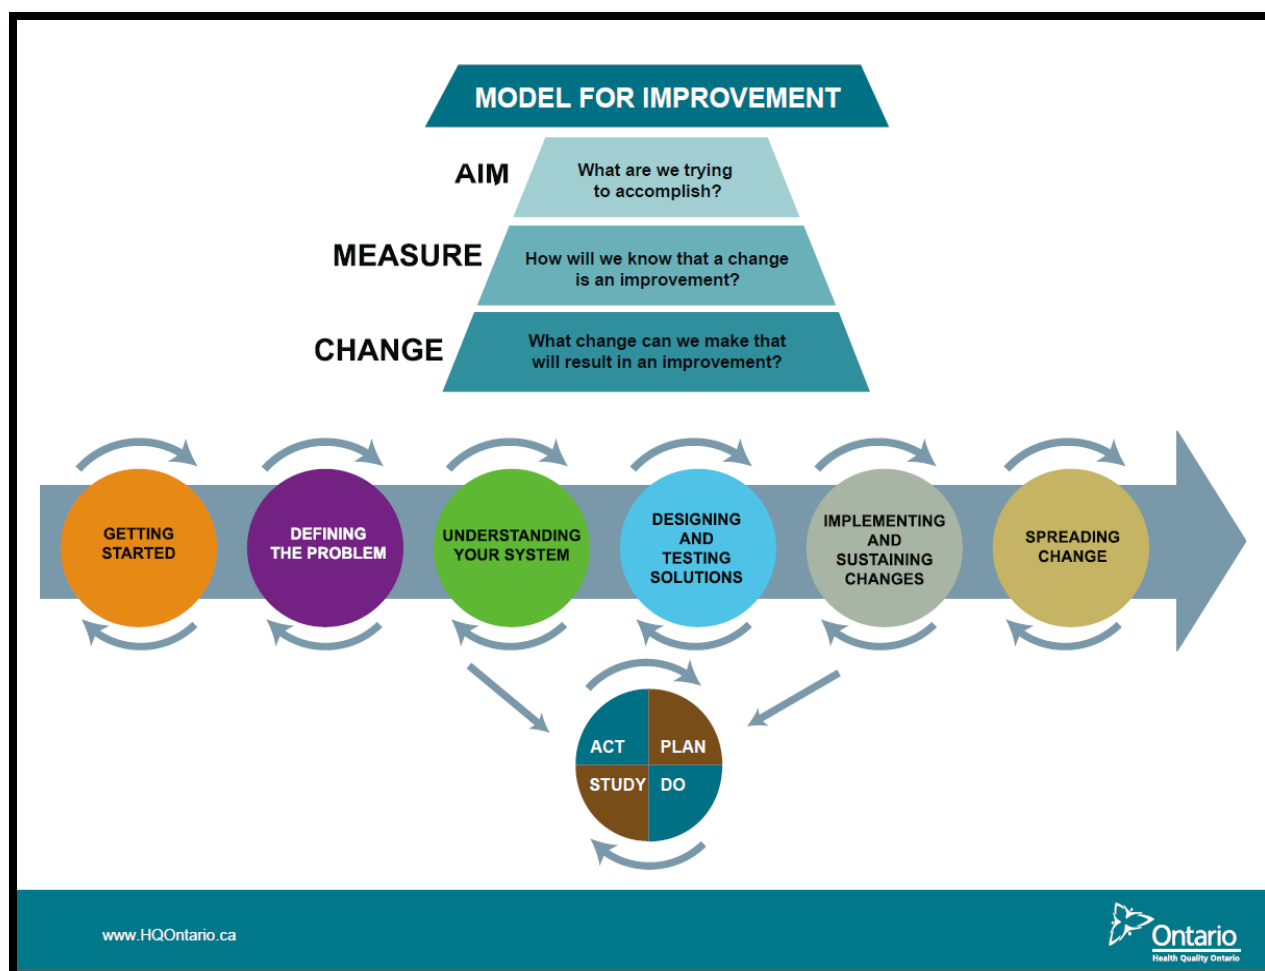 MODEL FOR IMPROVEMENT
AIM
What are we trying
to accomplish?
MEASURE
How will we know that a change
is an improvement?
CHANGE
What change can we make that
will result in an improvement?
GETTING
STARTED
DEFINING
THE PROBLEM
UNDERSTANDING
YOUR SYSTEM
DESIGNING
AND
TESTING
SOLUTIONS
IMPLEMENTING
AND
SUSTAINING
CHANGES
SPREADING
CHANGE
ACT
PLAN
STUDY
DO
www.HQOntario.ca
Ontario
Health Quality Ontario